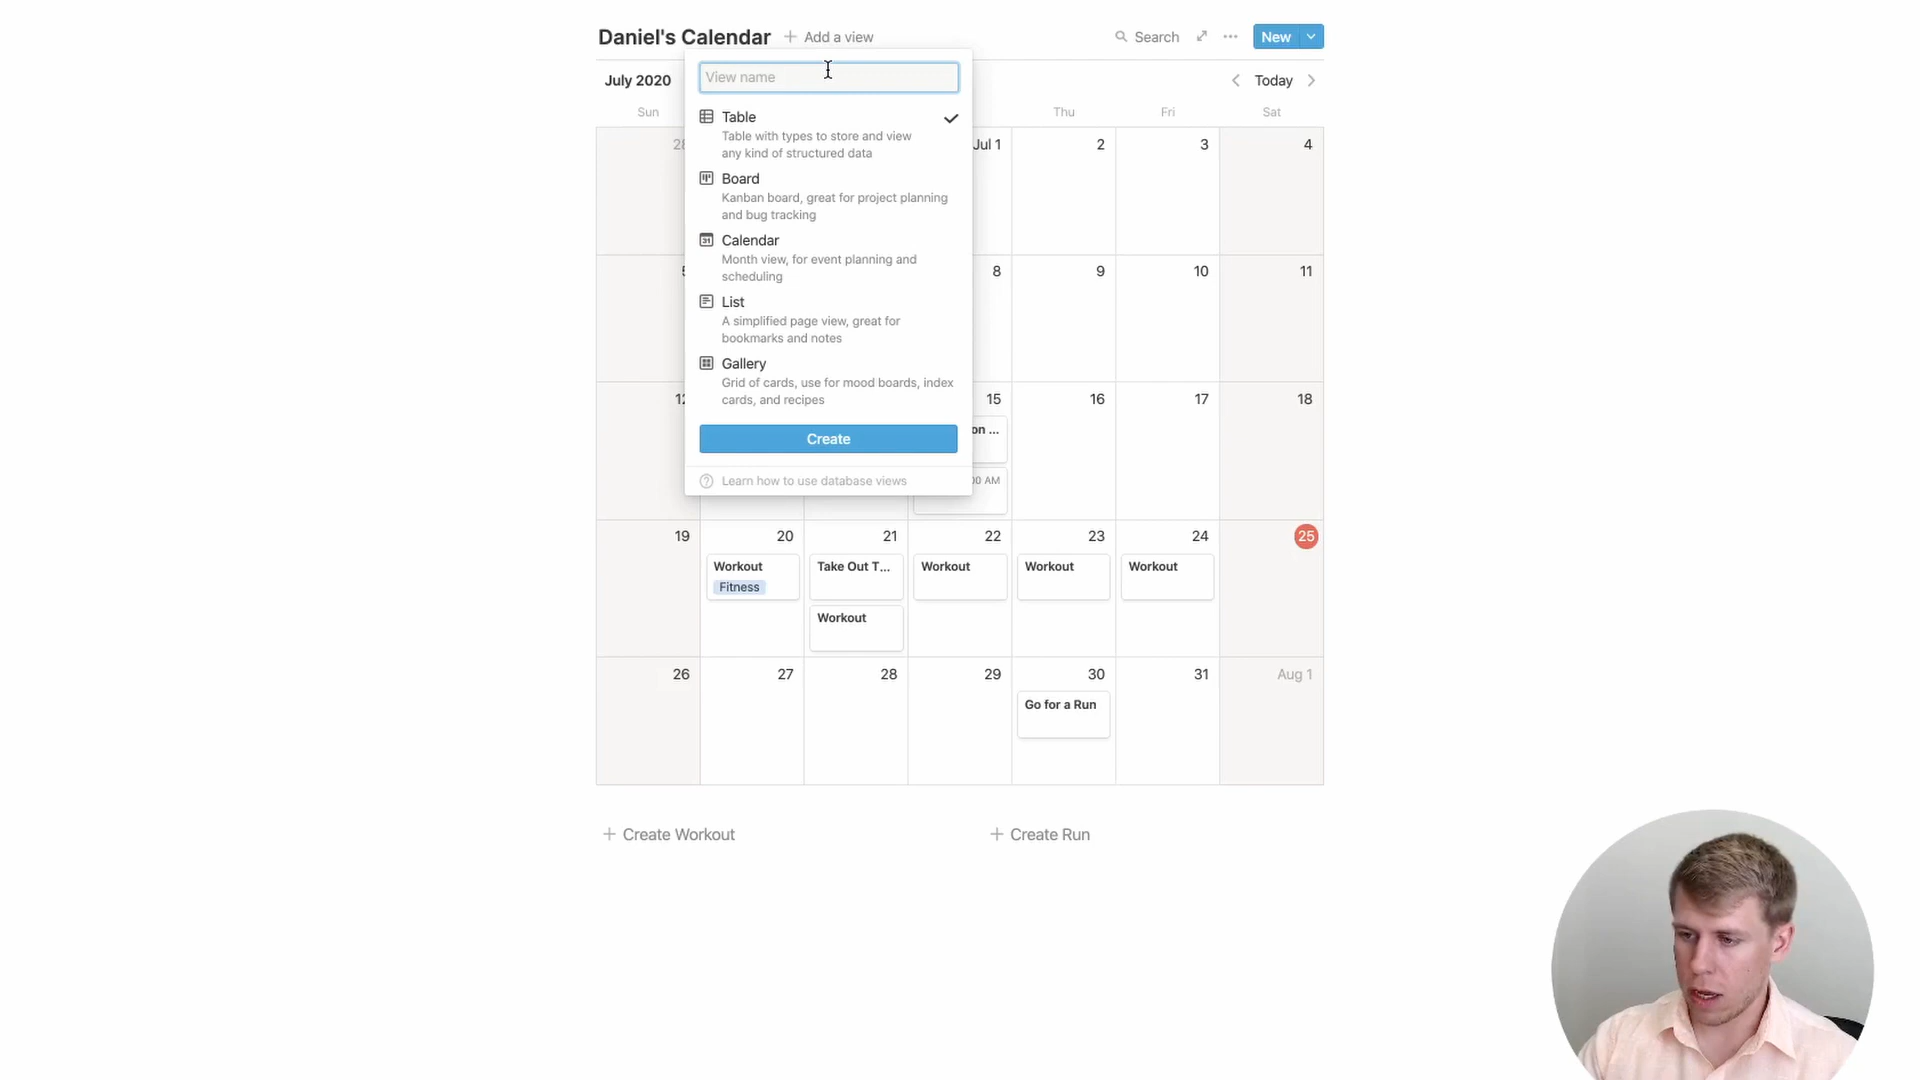 Daniel's Calendar
Add a view
Search
New
July 2020
View name
Today
Sun
Thu
Fri
Sat
Table
Table with types to store and view
any kind of structured data
Board
Kanban board, great for project planning
and bug tracking
Calendar
Month view, for event planning and
scheduling
List
A simplified page view, great for
bookmarks and notes
Gallery
Grid of cards, use for mood boards, index
cards, and recipes
Create
Learn how to use database views
Jul 1
2
3
4
8
9
10
11
12
15
16
17
18
on ...
00 AM
19
20
21
22
23
24
25
Workout
Fitness
Take Out T...
Workout
Workout
Workout
Workout
26
27
28
29
30
31
Aug 1
Go for a Run
Create Workout
Create Run